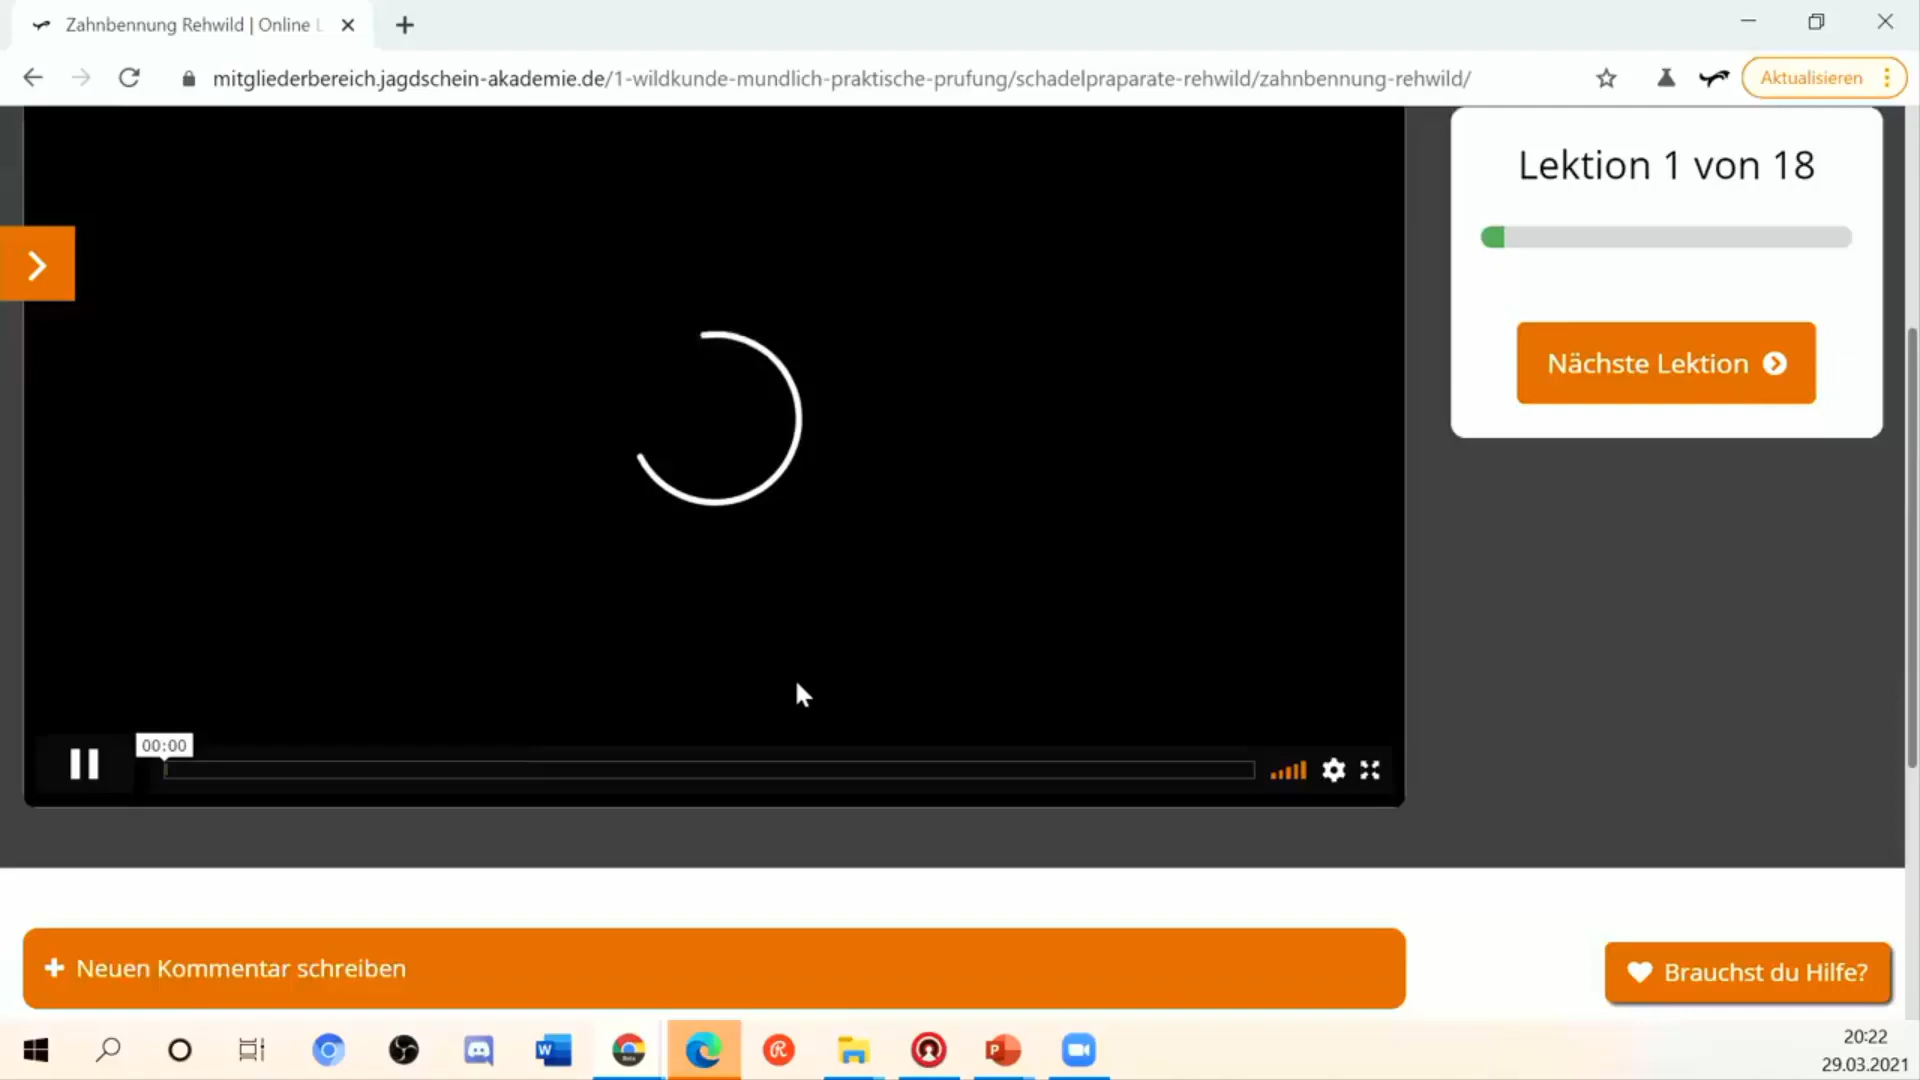 Zahnbennung Rehwild | Online L
mitgliederbereich.jagdschein-akademie.de/1-wildkunde-mundlich-praktische-prufung/schadelpraparate-rehwild/zahnbennung-rehwild/
Aktualisieren
Lektion 1 von 18
Nächste Lektion
00:00
Neuen Kommentar schreiben
Brauchst du Hilfe?
20:22
29.03.2021